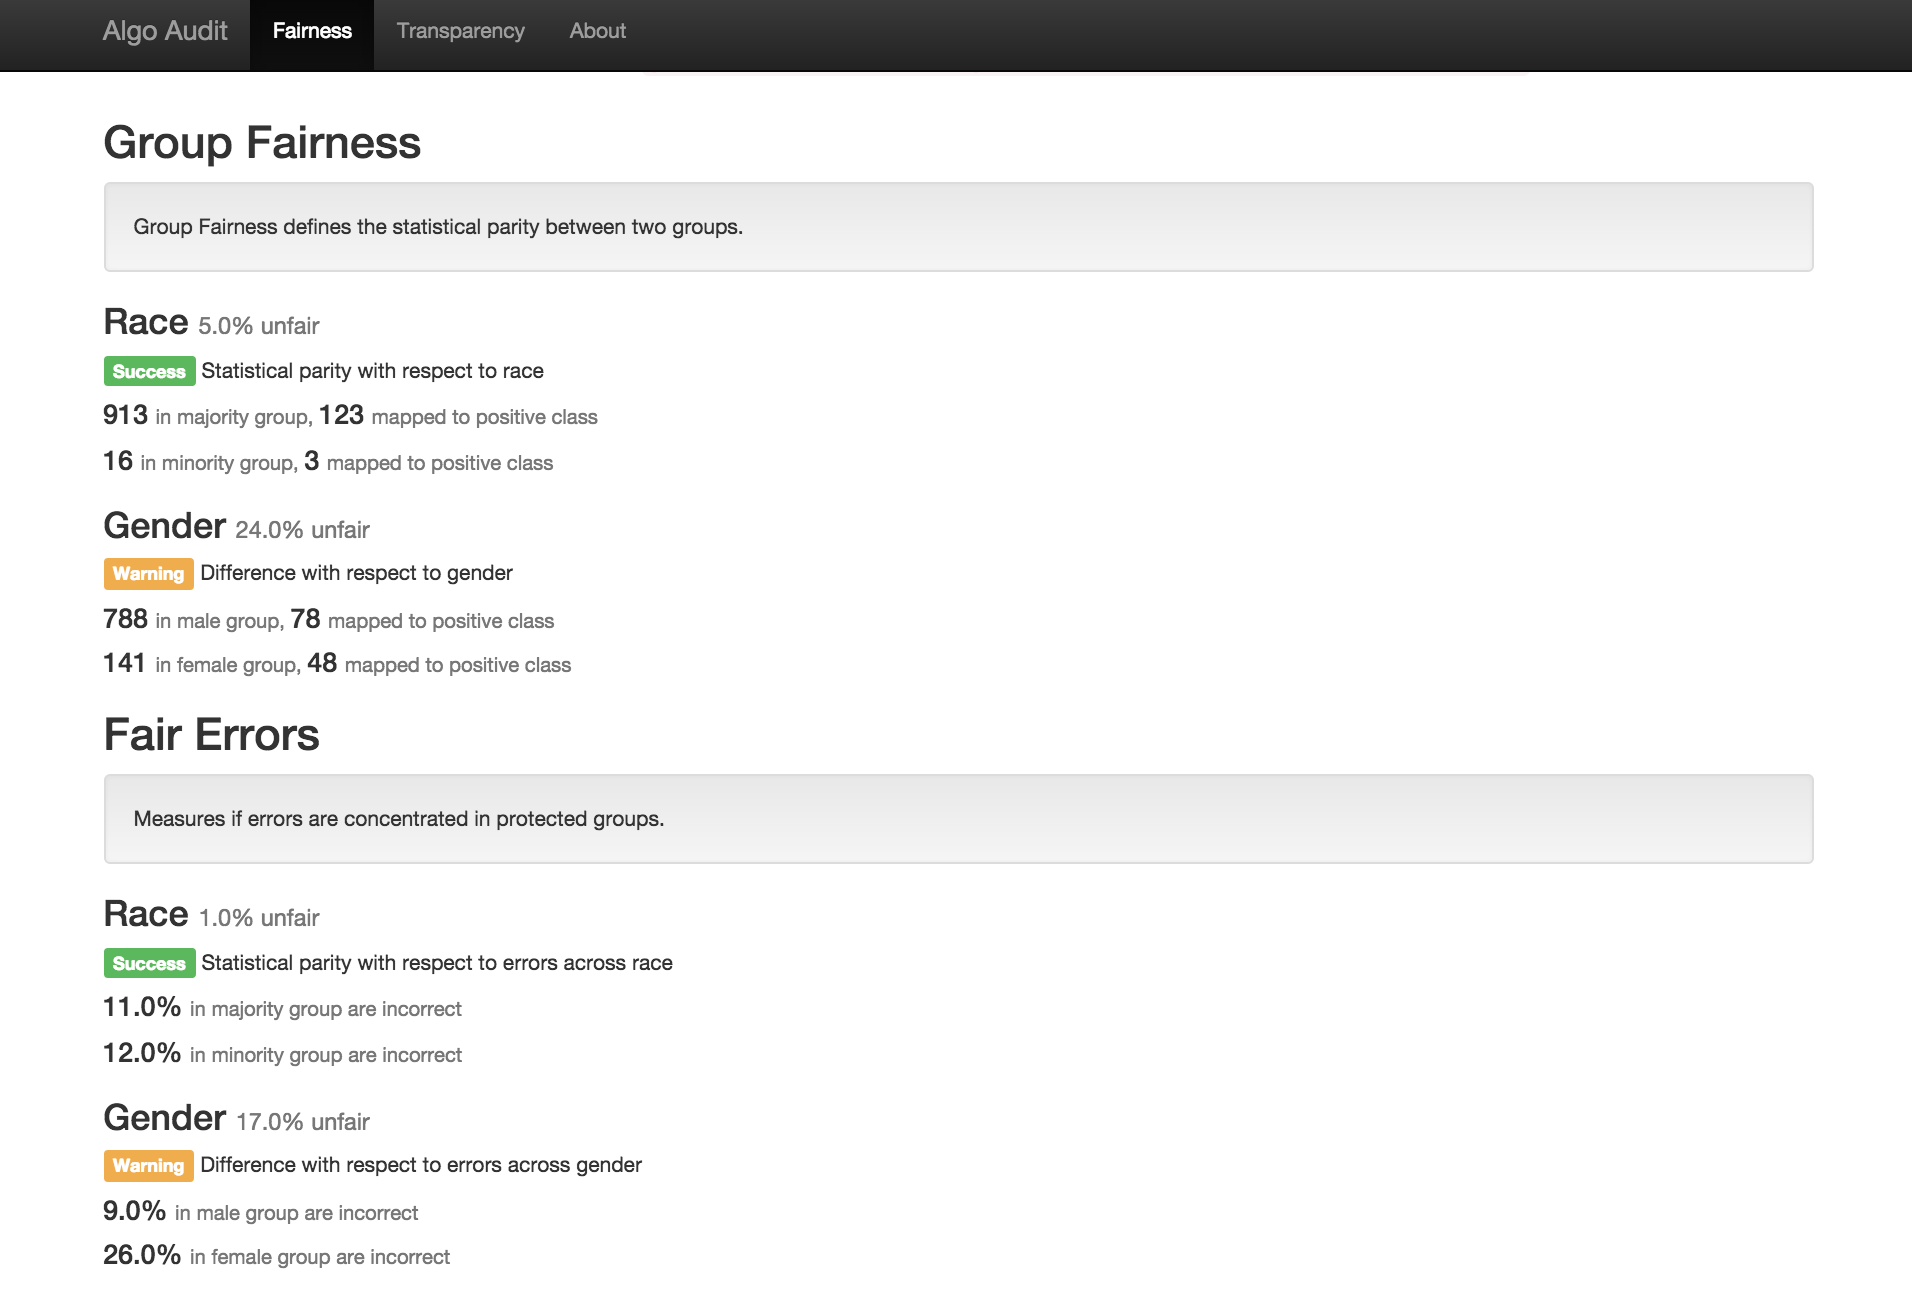 Algo Audit Fairness Transparency About
Group Fairness
Group Fairness defines the statistical parity between two groups.
Race 5.0% unfair
Success Statistical parity with respect to race
913 in majority group, 123 mapped to positive class
16 in minority group, 3 mapped to positive class
Gender 24.0% unfair
Warning Difference with respect to gender
788 in male group, 78 mapped to positive class
141 in female group, 48 mapped to positive class
Fair Errors
Measures if errors are concentrated in protected groups.
Race 1.0% unfair
Success Statistical parity with respect to errors across race
11.0% in majority group are incorrect
12.0% in minority group are incorrect
Gender 17.0% unfair
Warning Difference with respect to errors across gender
9.0% in male group are incorrect
26.0% in female group are incorrect